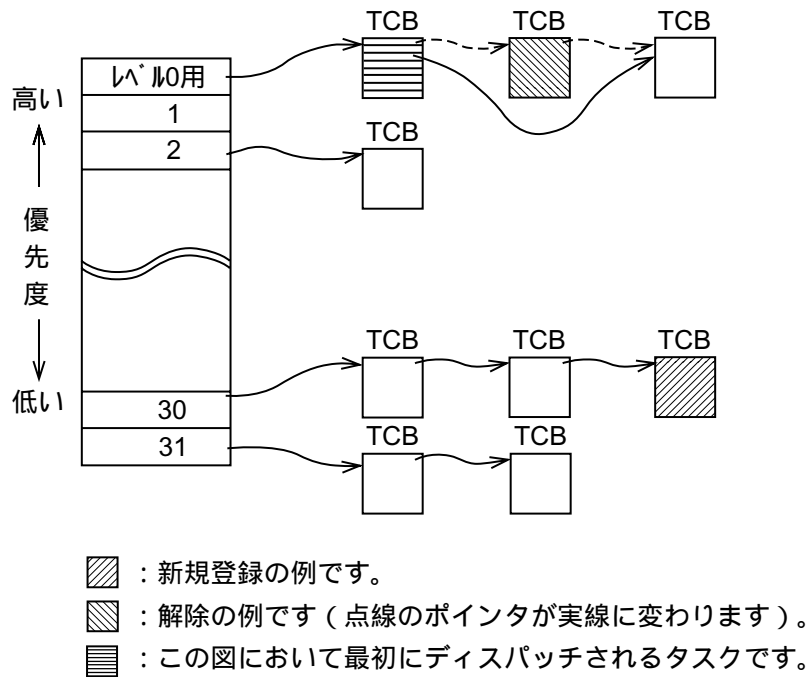 TCB TCB TCB
レベル0用
高い
1
TCB
2
優先度
TCB TCB TCB
低い
30
TCB TCB
31
：新規登録の例です。
：解除の例です（点線のポインタが実線に変わります）。
：この図において最初にディスパッチされるタスクです。